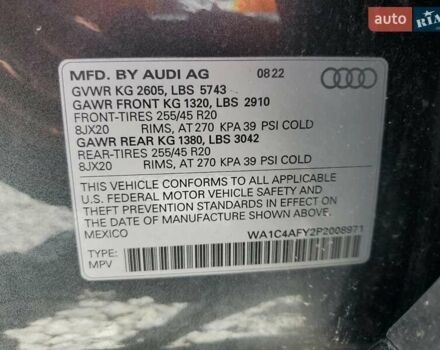 auto RIA
MFD. BY AUDI AG 08 22
GVWR KG 2605, LBS 5743
GAWR FRONT KG 1320, LBS 2910
FRONT-TIRES 255/45 R20
8JX20 RIMS, AT 270 KPA 39 PSI COLD
GAWR REAR KG 1380, LBS 3042
REAR-TIRES 255/45 R20
8JX20 RIMS, AT 270 KPA 39 PSI COLD
THIS VEHICLE CONFORMS TO ALL APPLICABLE
U.S. FEDERAL MOTOR VEHICLE SAFETY AND
THEFT PREVENTION STANDARDS IN EFFECT ON
THE DATE OF MANUFACTURE SHOWN ABOVE.
MEXICO
WA1C4AFY2P2008971
TYPE:
MPV